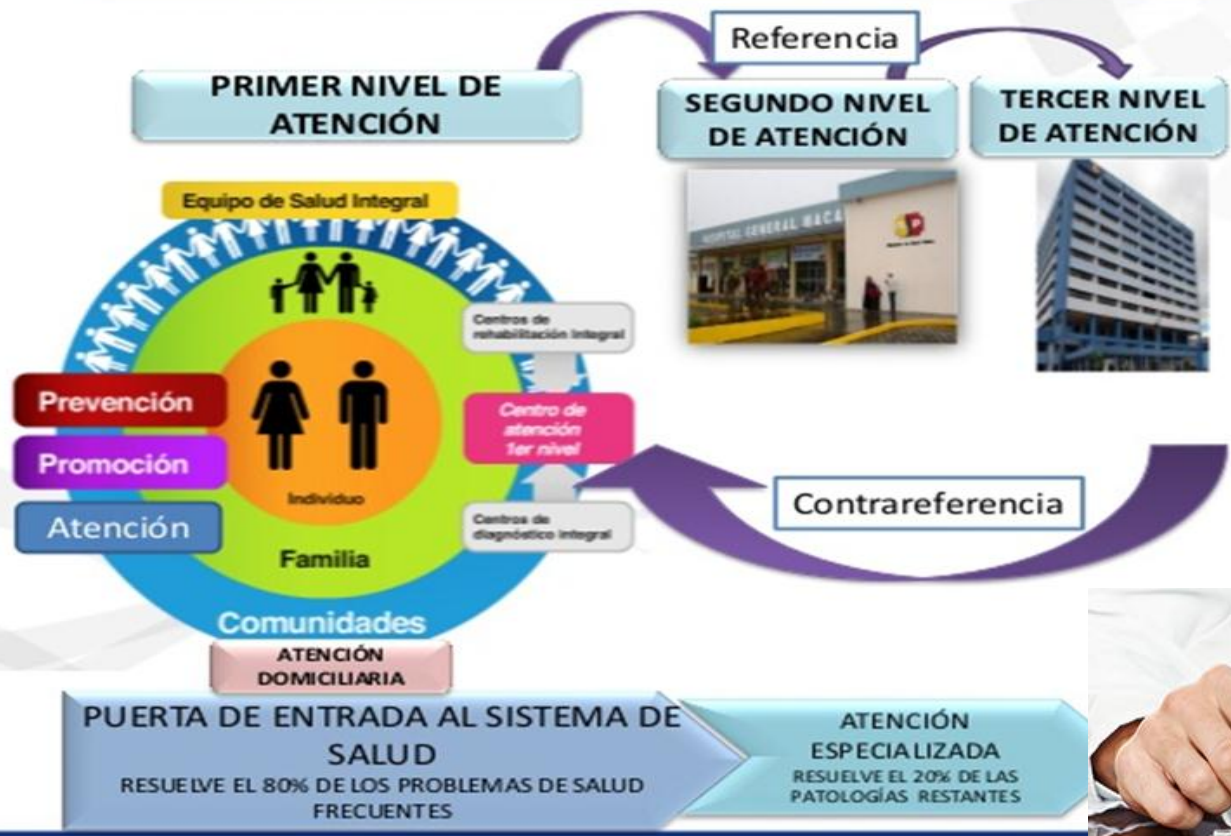 Referencia
PRIMER NIVEL DE
ATENCIÓN
SEGUNDO NIVEL
DE ATENCIÓN
TERCER NIVEL
DE ATENCIÓN
Equipo de Salud Integral
HOSPITAL GENERAL MACA
Centros de
rehabilitación integral
Prevención
Centro de
atención
1er nivel
Promoción
Individuo
Atención
Centros de
diagnóstico integral
Contrareferencia
Familia
Comunidades
ATENCIÓN
DOMICILIARIA
PUERTA DE ENTRADA AL SISTEMA DE
SALUD
RESUELVE EL 80% DE LOS PROBLEMAS DE SALUD
FRECUENTES
ATENCIÓN
ESPECIALIZADA
RESUELVE EL 20% DE LAS
PATOLOGÍAS RESTANTES